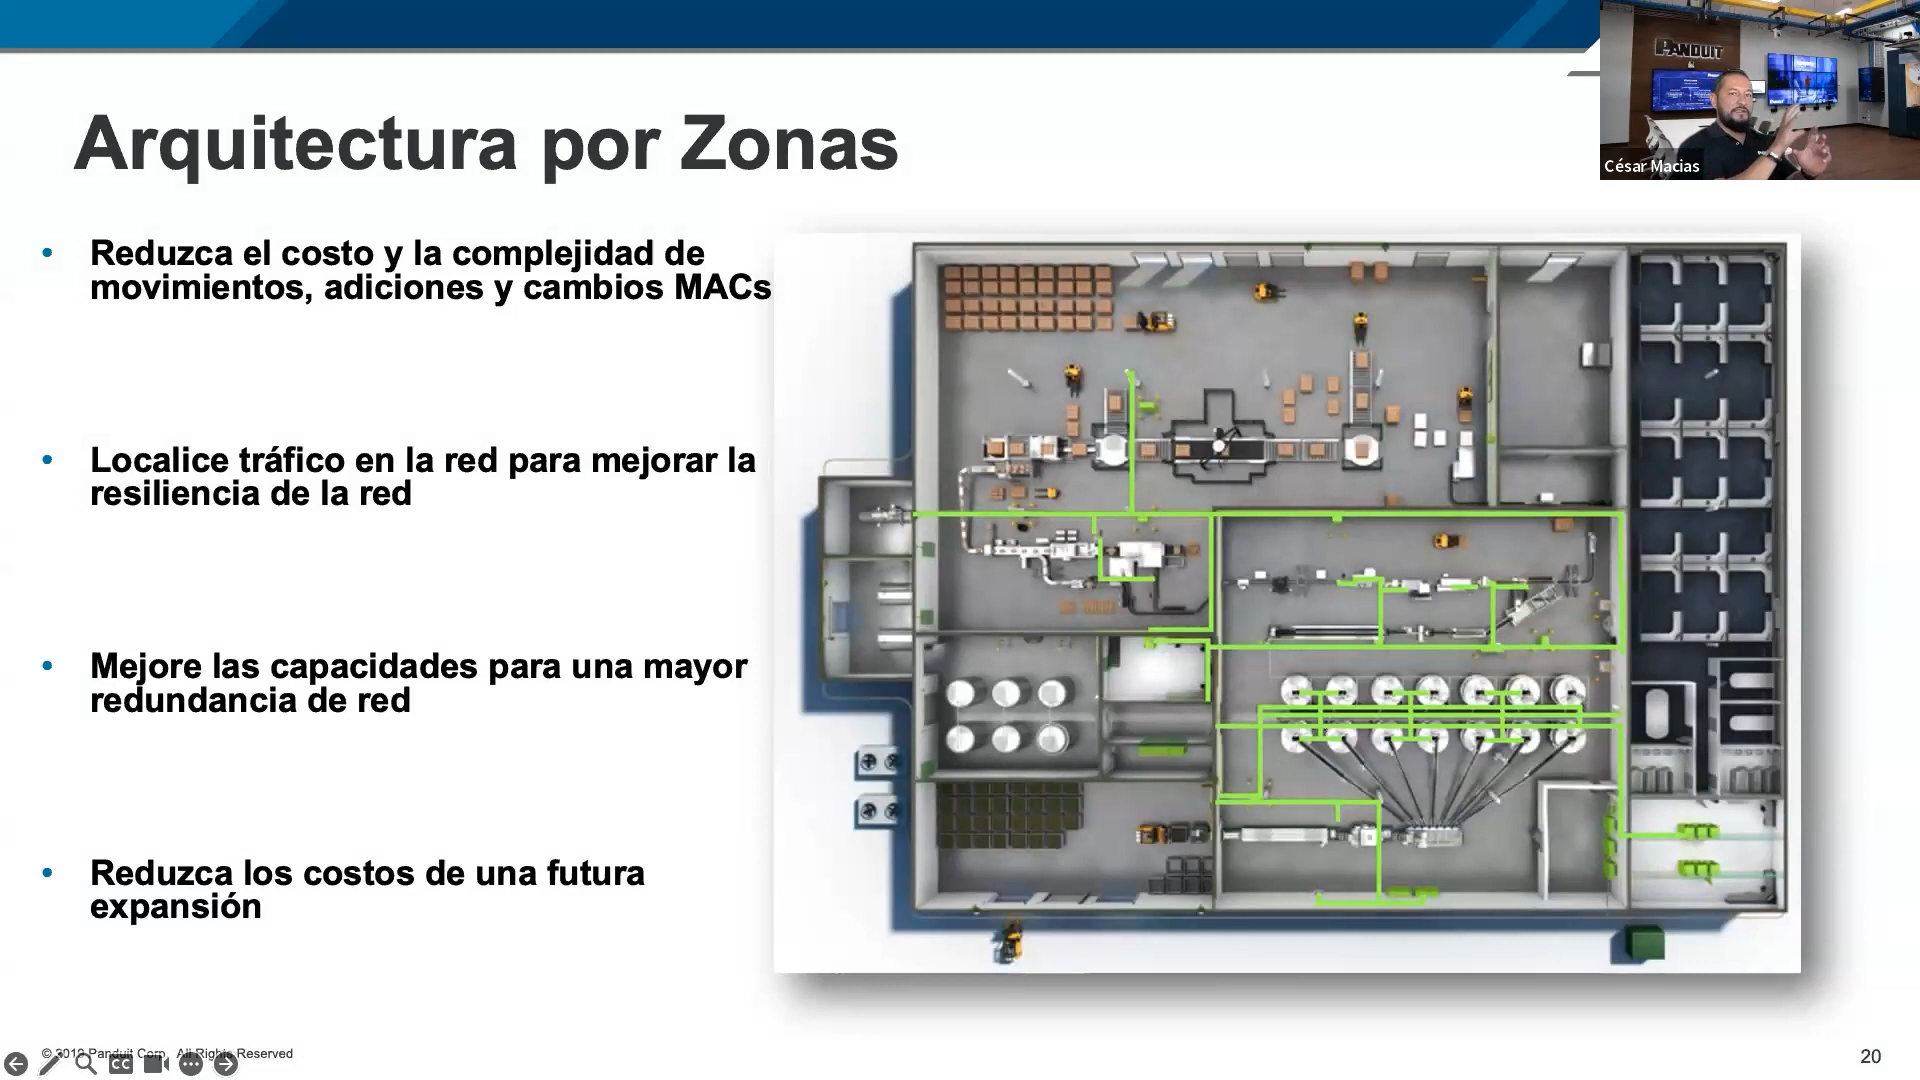 PANDUIT
César Macias
Arquitectura por Zonas
• Reduzca el costo y la complejidad de
movimientos, adiciones y cambios MACs
• Localice tráfico en la red para mejorar la
resiliencia de la red
• Mejore las capacidades para una mayor
redundancia de red
• Reduzca los costos de una futura
expansión
© 2019 Panduit Corp. All Rights Reserved
CC
20